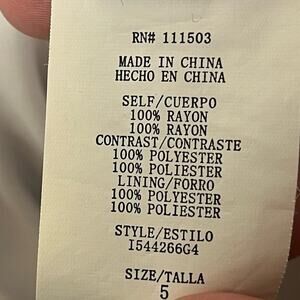 RN# 111503
MADE IN CHINA
HECHO EN CHINA
SELF/CUERPO
100% RAYON
100% RAYON
CONTRAST/CONTRASTE
100% POLYESTER
100% POLIESTER
LINING/FORRO
100% POLYESTER
100% POLIESTER
STYLE/ESTILO
I544266G4
SIZE/TALLA
5